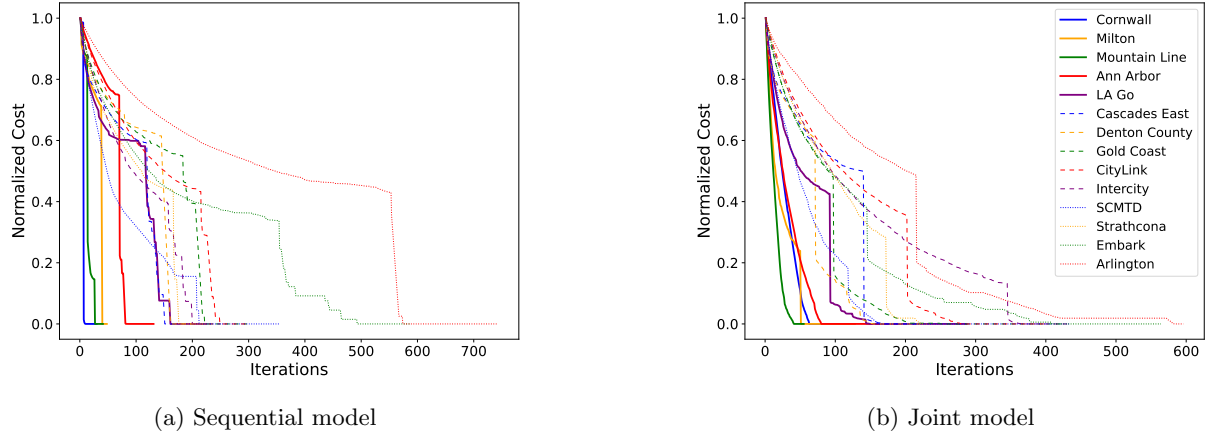 1.0
0.8
0.6
0.4
0.2
0.0
Normalized Cost
0 100 200 300 400 500 600 700
Iterations
(a) Sequential model
1.0
0.8
0.6
0.4
0.2
0.0
Normalized Cost
0 100 200 300 400 500 600
Iterations
Cornwall
Milton
Mountain Line
Ann Arbor
LA Go
Cascades East
Denton County
Gold Coast
CityLink
Intercity
SCMTD
Strathcona
Embark
Arlington
(b) Joint model